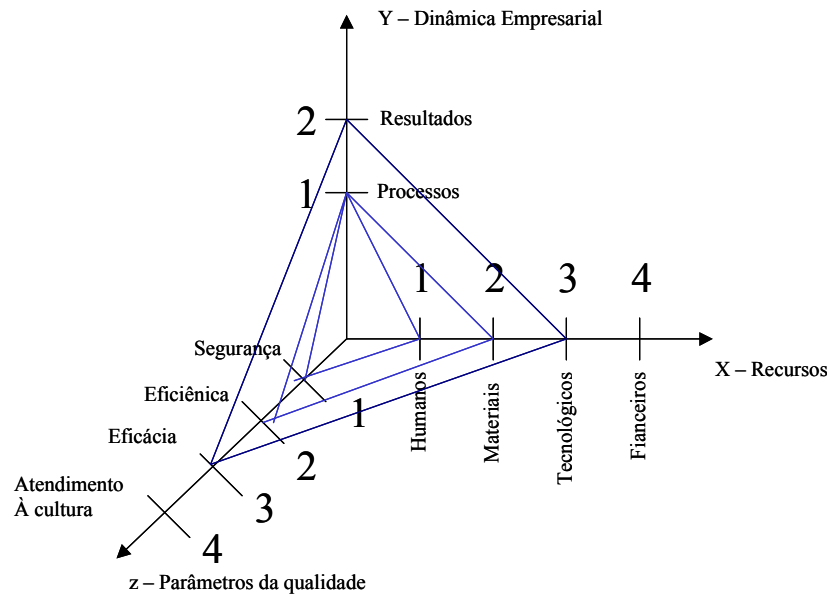 Y – Dinâmica Empresarial
2
Resultados
1
Processos
1
2
3
4
Segurança
X – Recursos
Eficiênica
1
Humanos
Materiais
Tecnológicos
Fianceiros
Eficácia
2
Atendimento
À cultura
3
4
z – Parâmetros da qualidade